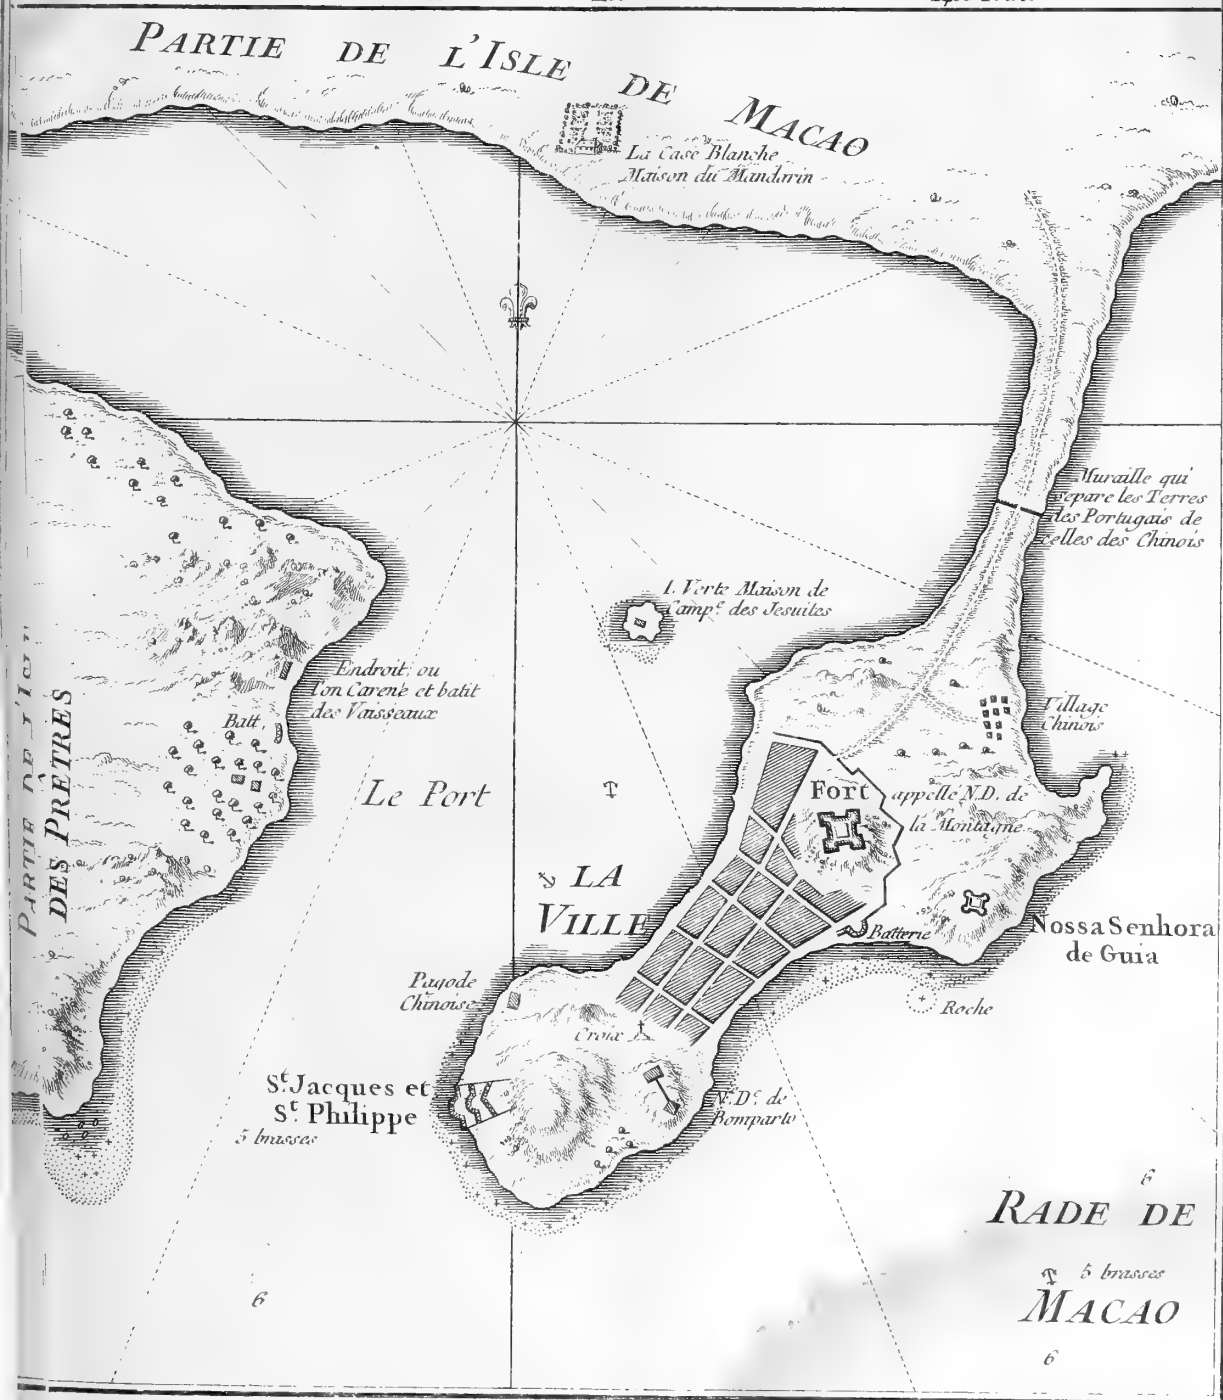 PARTIE DE L'ISLE DE MACAO
La Case Blanche
Maison du Mandarin
Muraille qui
separe les Terres
des Portugais de
celles des Chinois
I. Verte Maison de
Camp.e des Jesuites
Endroit ou
l'on Carene et batit
des Vaisseaux
Batt.
PARTIE DE L'ISLE
DES PRÊTRES
Le Port
Village
Chinois
Fort appellé N.D. de
la Montagne
LA
VILLE
Batterie
Nossa Senhora
de Guia
Roche
Pagode
Chinoise
Croix
St. Jacques et
St. Philippe
5 brasses
N. De. de
Bomparto
6
RADE DE
5 brasses
MACAO
6
6